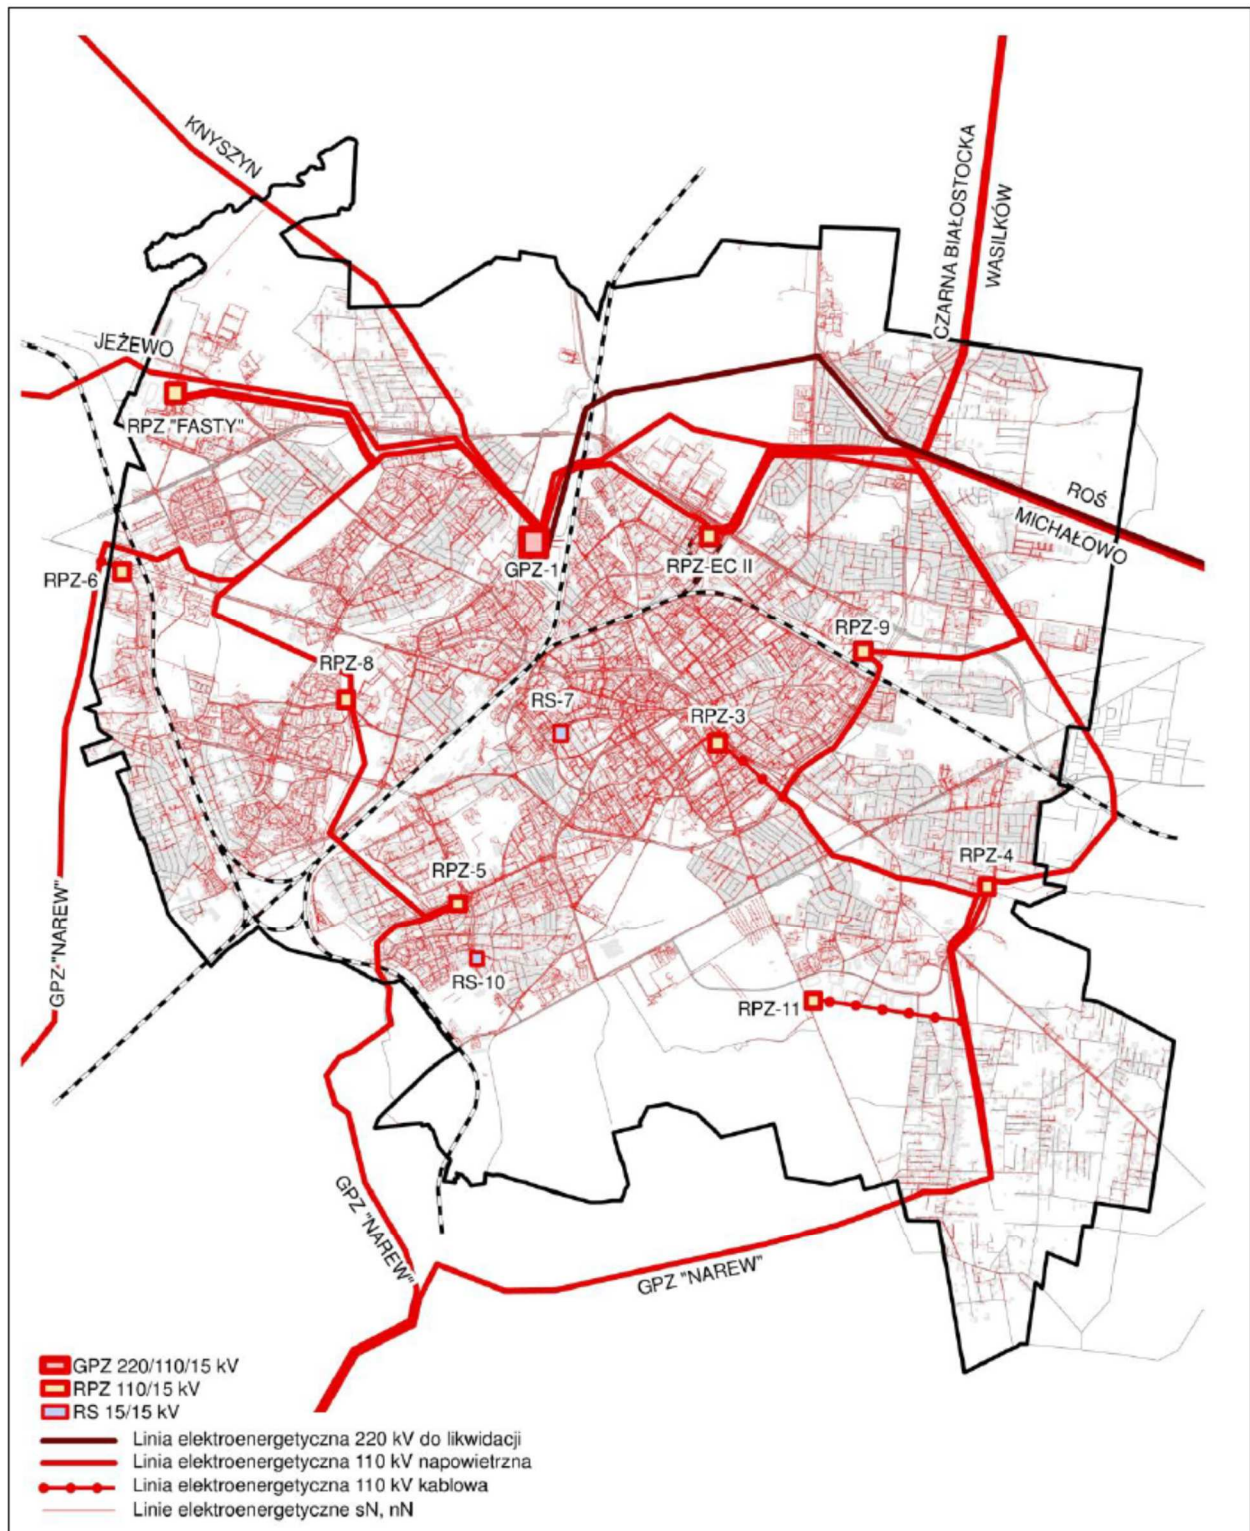 KNYSZYN
CZARNA BIAŁOSTOCKA
WASILKÓW
JEŻEWO
RPZ "FASTY"
ROŚ
MICHAŁOWO
RPZ-6
GPZ-1
RPZ-EC II
RPZ-9
RPZ-8
RS-7
RPZ-3
RPZ-4
RPZ-5
GPZ "NAREW"
RS-10
RPZ-11
GPZ "NAREW"
GPZ "NAREW"
GPZ 220/110/15 kV
RPZ 110/15 kV
RS 15/15 kV
Linia elektroenergetyczna 220 kV do likwidacji
Linia elektroenergetyczna 110 kV napowietrzna
Linia elektroenergetyczna 110 kV kablowa
Linie elektroenergetyczne sN, nN